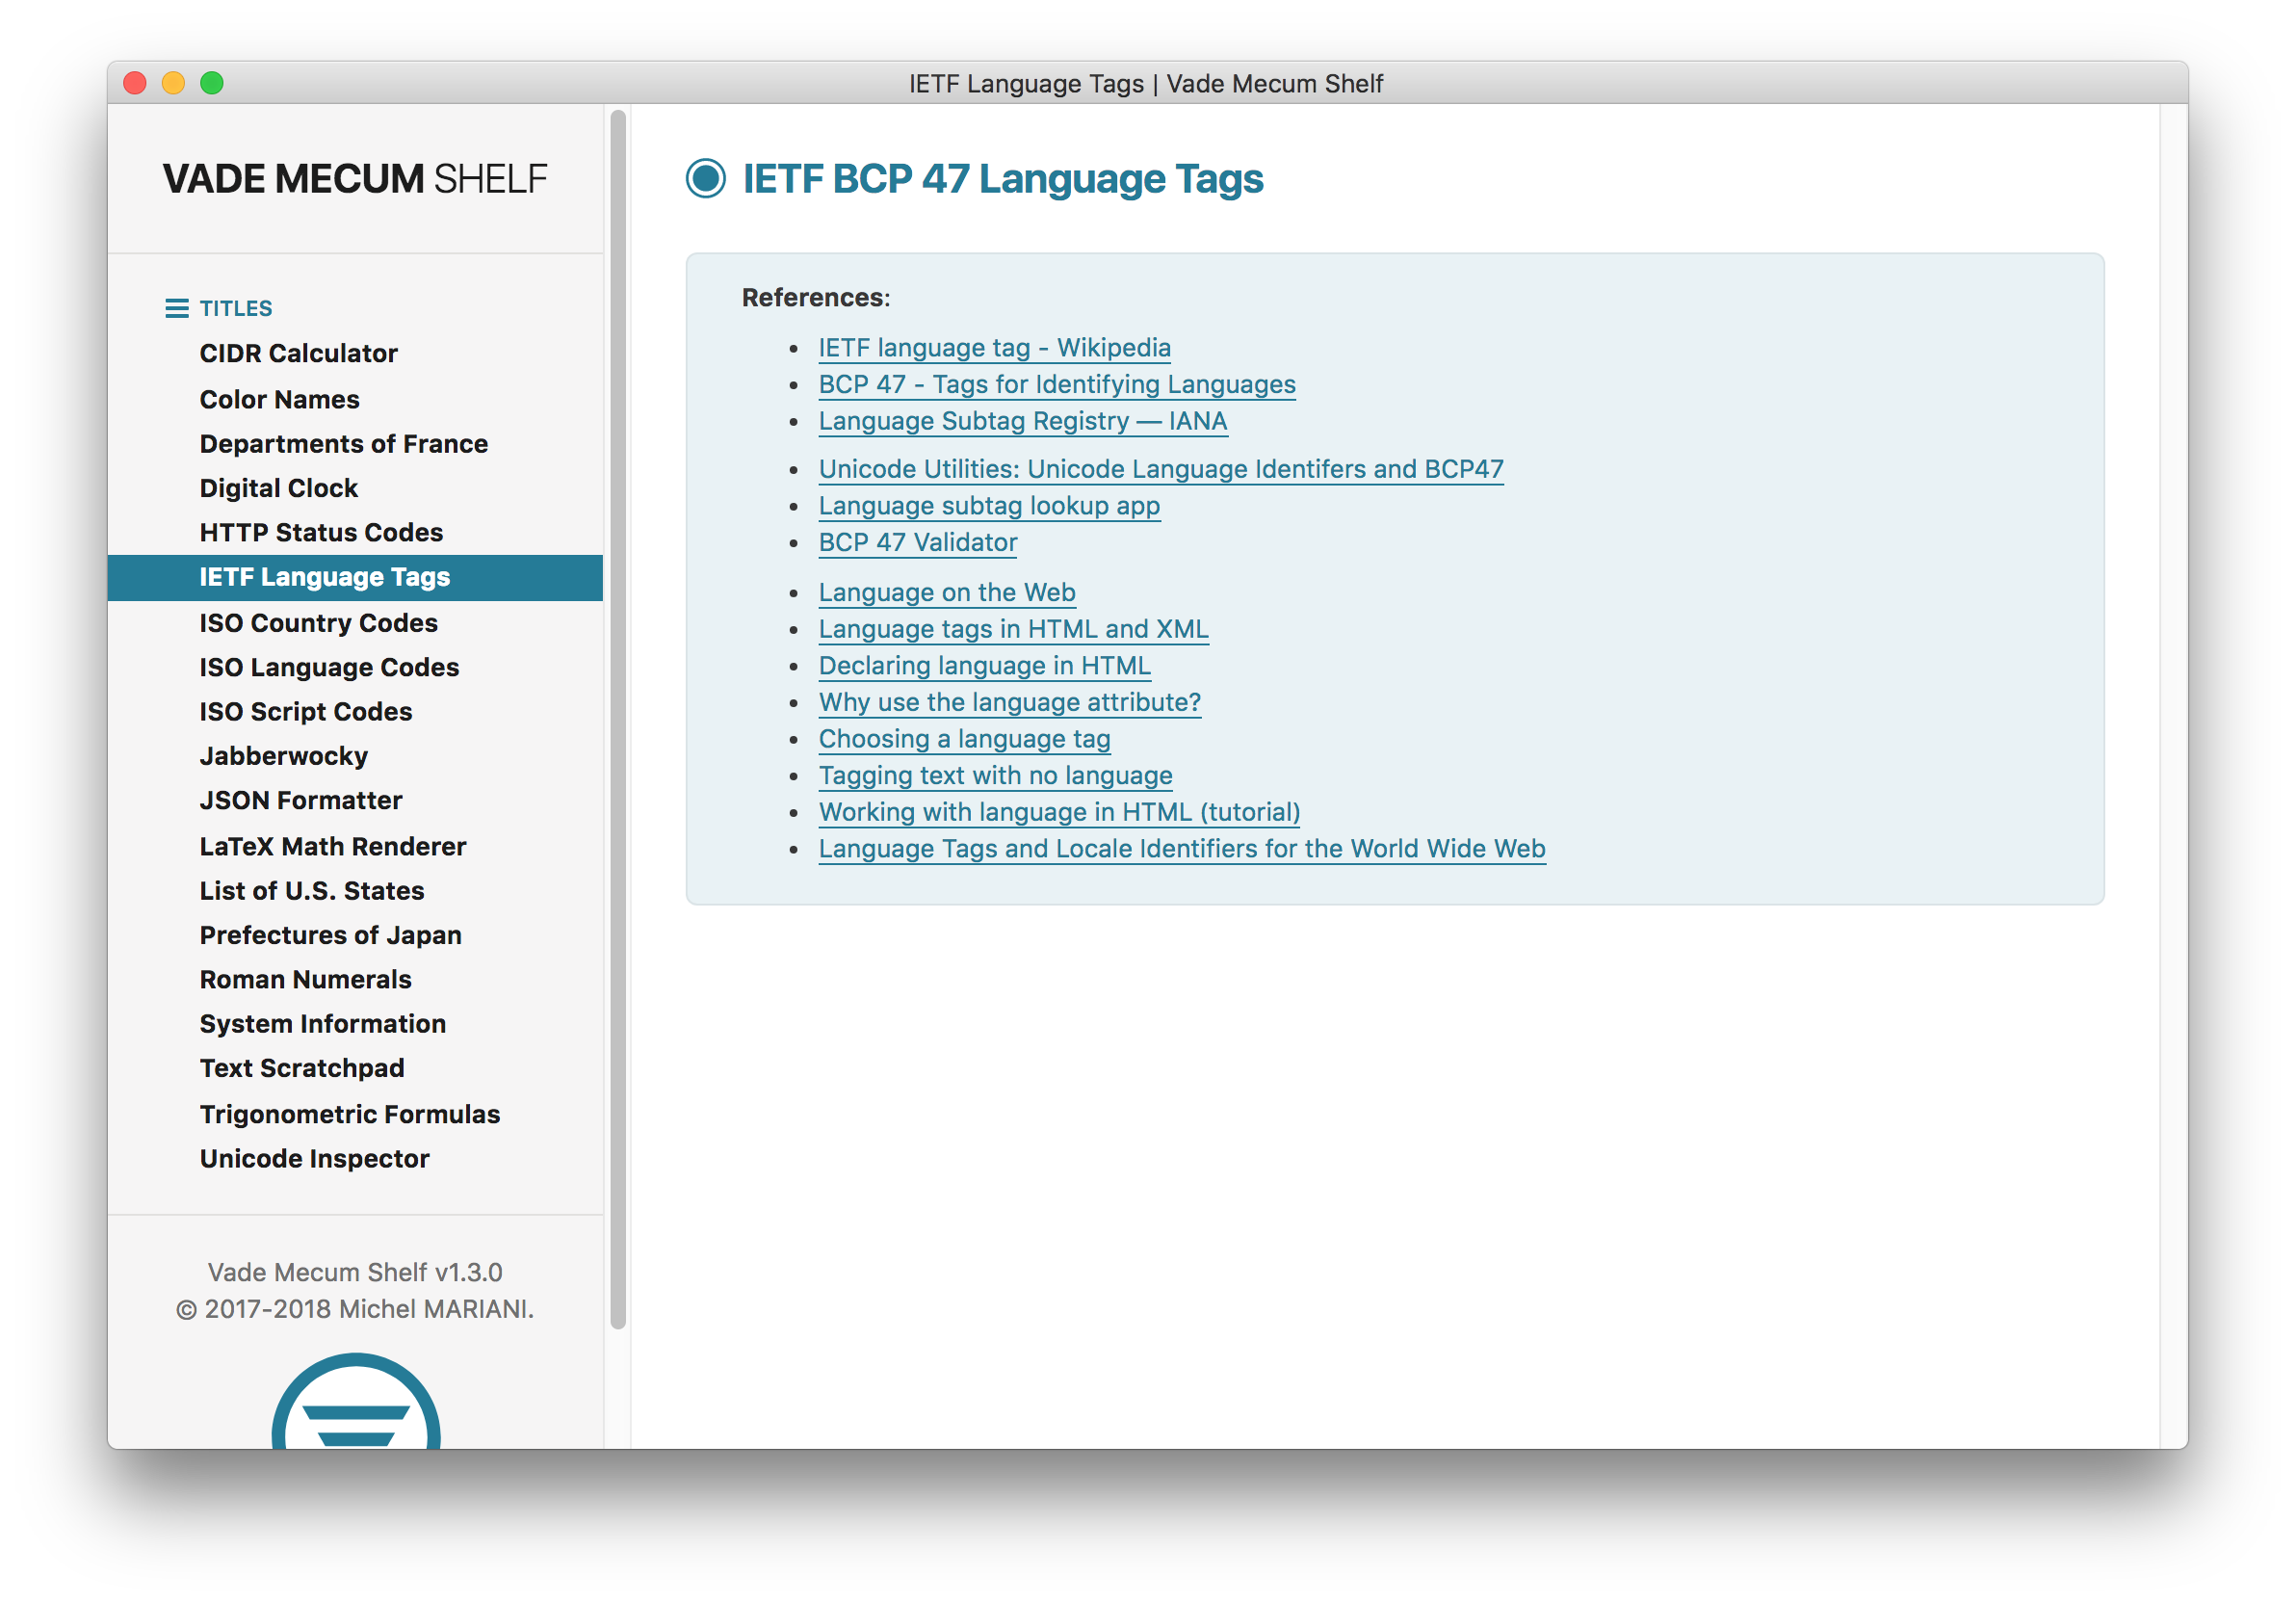 IETF Language Tags | Vade Mecum Shelf
VADE MECUM SHELF
TITLES
CIDR Calculator
Color Names
Departments of France
Digital Clock
HTTP Status Codes
IETF Language Tags
ISO Country Codes
ISO Language Codes
ISO Script Codes
Jabberwocky
JSON Formatter
LaTeX Math Renderer
List of U.S. States
Prefectures of Japan
Roman Numerals
System Information
Text Scratchpad
Trigonometric Formulas
Unicode Inspector
Vade Mecum Shelf v1.3.0
© 2017-2018 Michel MARIANI.
IETF BCP 47 Language Tags
References:
IETF language tag - Wikipedia
BCP 47 - Tags for Identifying Languages
Language Subtag Registry — IANA
Unicode Utilities: Unicode Language Identifers and BCP47
Language subtag lookup app
BCP 47 Validator
Language on the Web
Language tags in HTML and XML
Declaring language in HTML
Why use the language attribute?
Choosing a language tag
Tagging text with no language
Working with language in HTML (tutorial)
Language Tags and Locale Identifiers for the World Wide Web